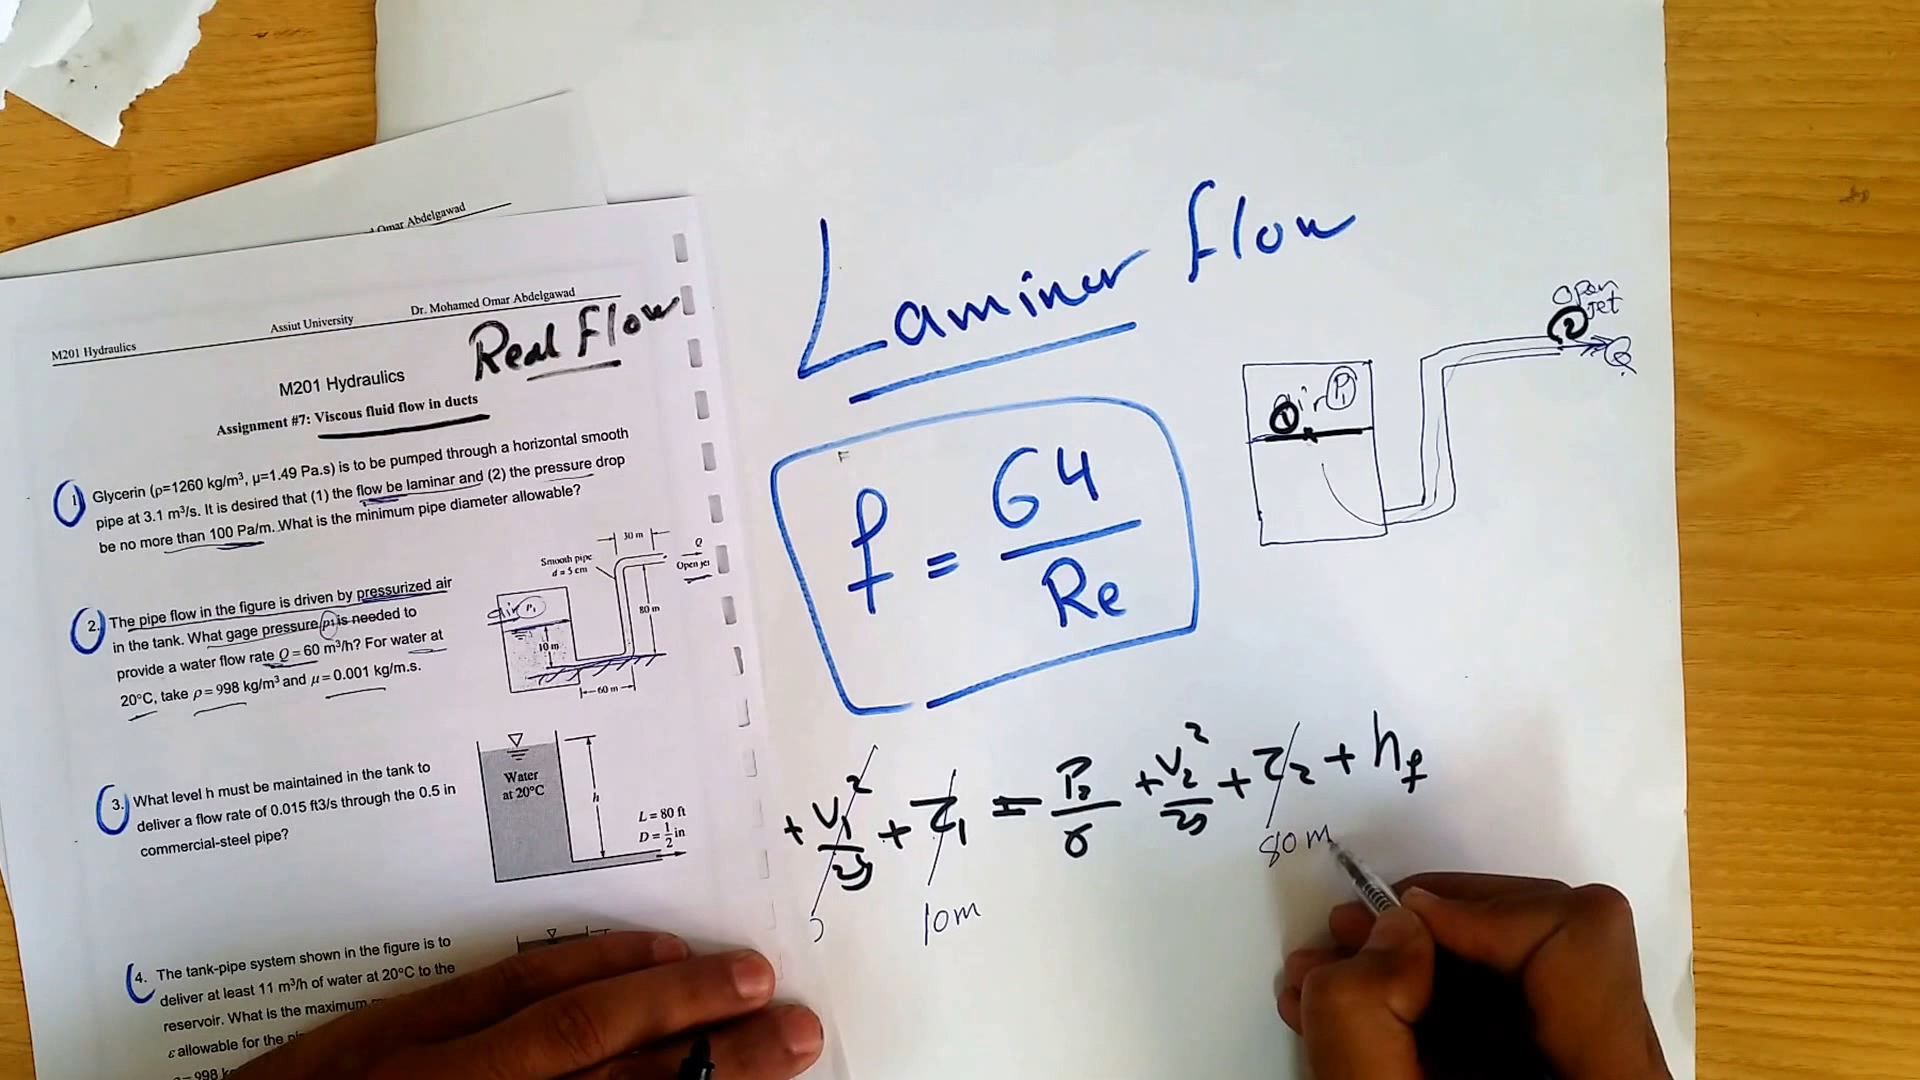 Omar Abdelgawad
M201 Hydraulics Assiut University Dr. Mohamed Omar Abdelgawad
Real Flow
M201 Hydraulics
Assignment #7: Viscous fluid flow in ducts
1. Glycerin (ρ=1260 kg/m³, μ=1.49 Pa.s) is to be pumped through a horizontal smooth
pipe at 3.1 m³/s. It is desired that (1) the flow be laminar and (2) the pressure drop
be no more than 100 Pa/m. What is the minimum pipe diameter allowable?
2. The pipe flow in the figure is driven by pressurized air
in the tank. What gage pressure p1 is needed to
provide a water flow rate Q = 60 m³/h? For water at
20°C, take ρ = 998 kg/m³ and μ = 0.001 kg/m.s.
30 m
Smooth pipe
d = 5 cm
Q
Open jet
air P1
80 m
10 m
60 m
3. What level h must be maintained in the tank to
deliver a flow rate of 0.015 ft3/s through the 0.5 in
commercial-steel pipe?
Water
at 20°C
h
L = 80 ft
D = 1/2 in
4. The tank-pipe system shown in the figure is to
deliver at least 11 m³/h of water at 20°C to the
reservoir. What is the maximum
ε allowable for the
= 998
Laminer flow
f = 64/Re
open
jet
2
Q
air P1
1
+ V1²/2g + Z1 = P2/γ + V2²/2g + Z2 + hf
10m
80m